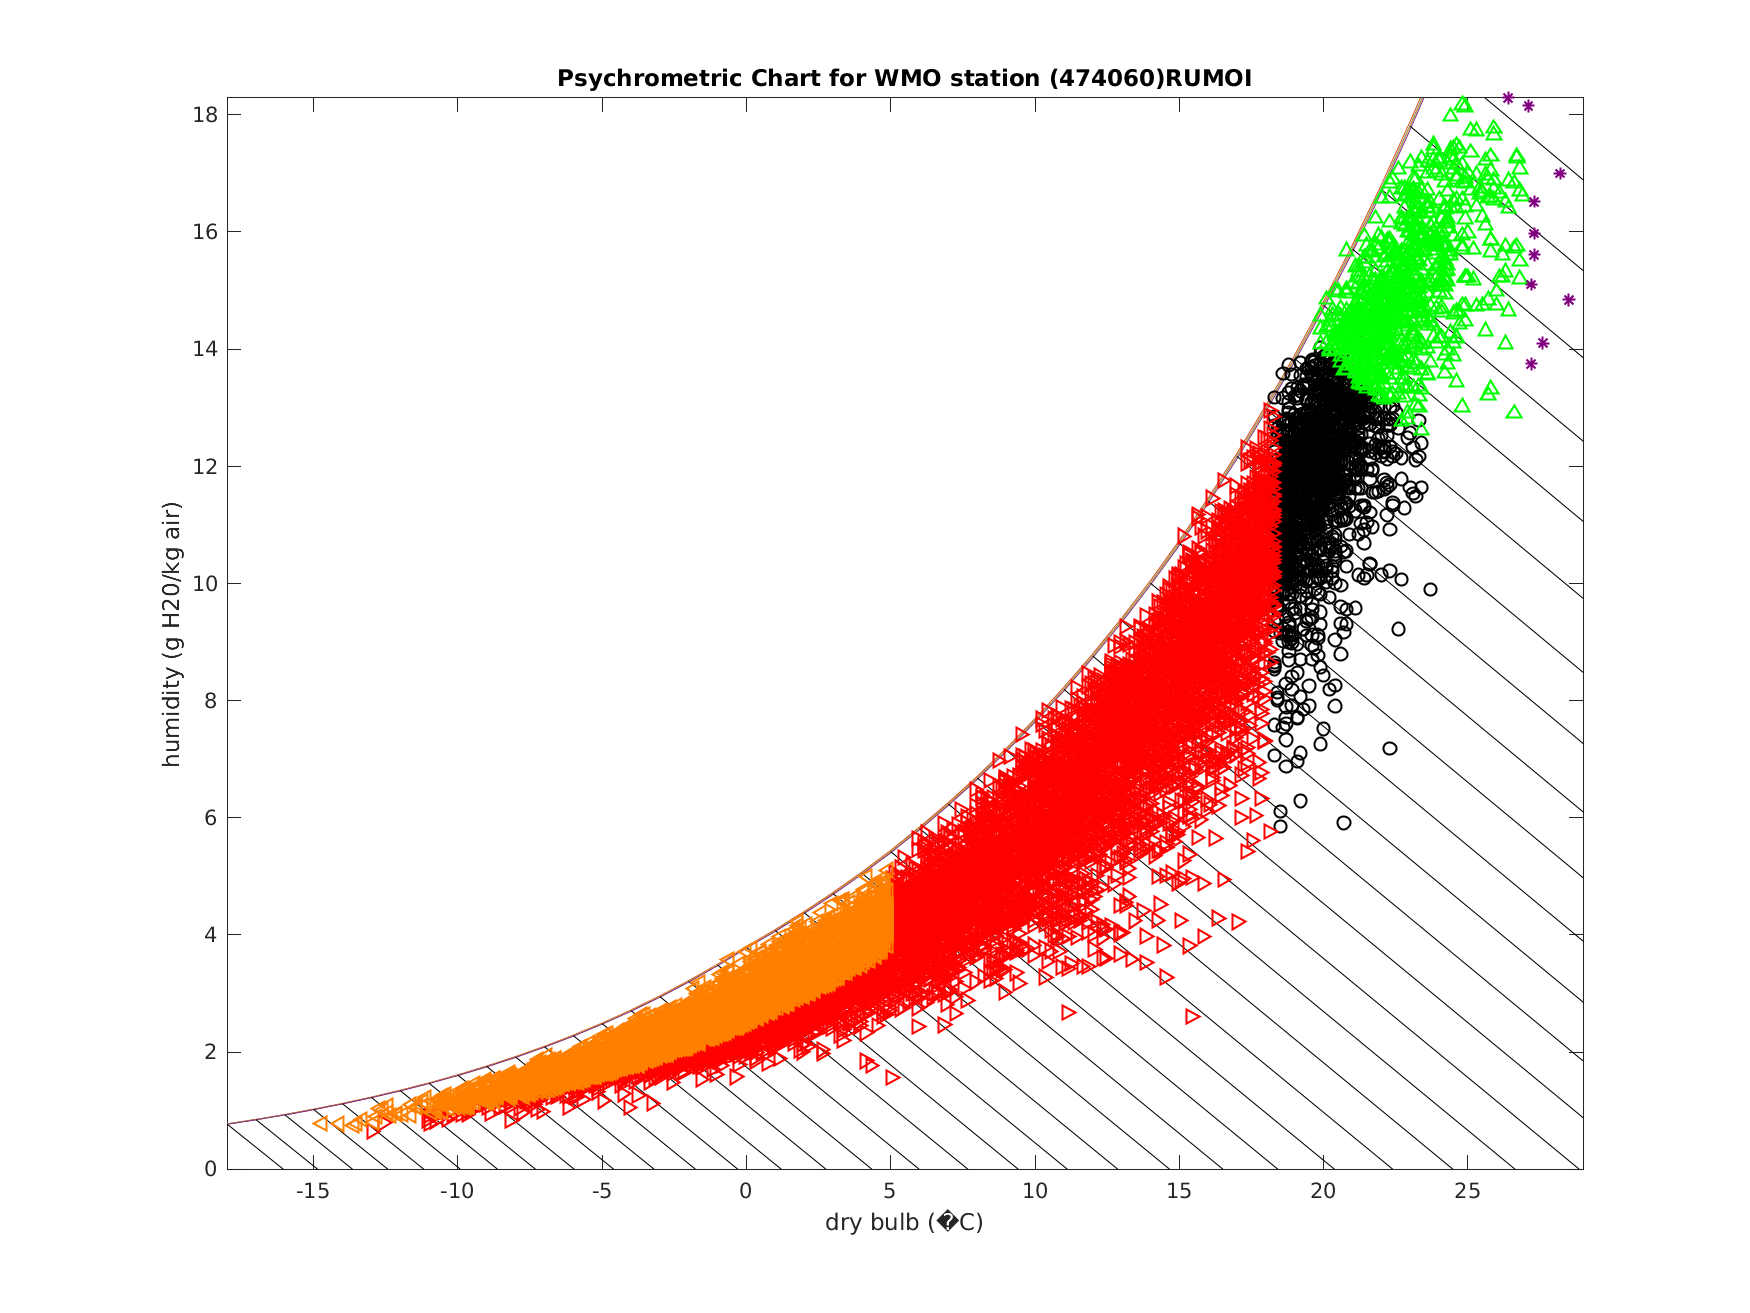 Psychrometric Chart for WMO station (474060)RUMOI
18
16
14
12
10
8
6
4
2
0
humidity (g H20/kg air)
-15 -10 -5 0 5 10 15 20 25
dry bulb (�C)